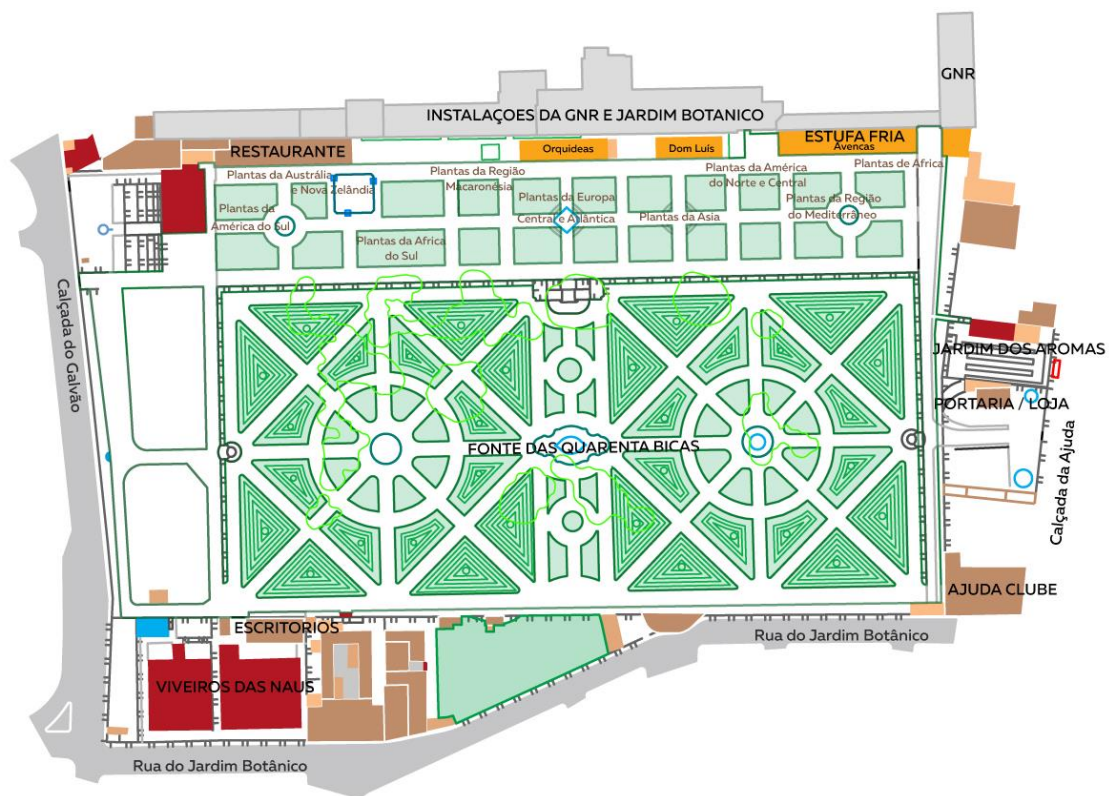 GNR
INSTALAÇOES DA GNR E JARDIM BOTANICO
RESTAURANTE
Orquideas
Dom Luís
ESTUFA FRIA
Avencas
Plantas da Austrália
e Nova Zelândia
Plantas da Região
Macaronésia
Plantas da América
do Norte e Central
Plantas de Africa
Plantas da
América do Sul
Plantas da Europa
Central e Atlântica
Plantas da Asia
Plantas da Região
do Mediterrâneo
Plantas da Africa
do Sul
Calçada do Galvão
JARDIM DOS AROMAS
PORTARIA / LOJA
FONTE DAS QUARENTA BICAS
Calçada da Ajuda
AJUDA CLUBE
ESCRITORIOS
Rua do Jardim Botânico
VIVEIROS DAS NAUS
Rua do Jardim Botânico